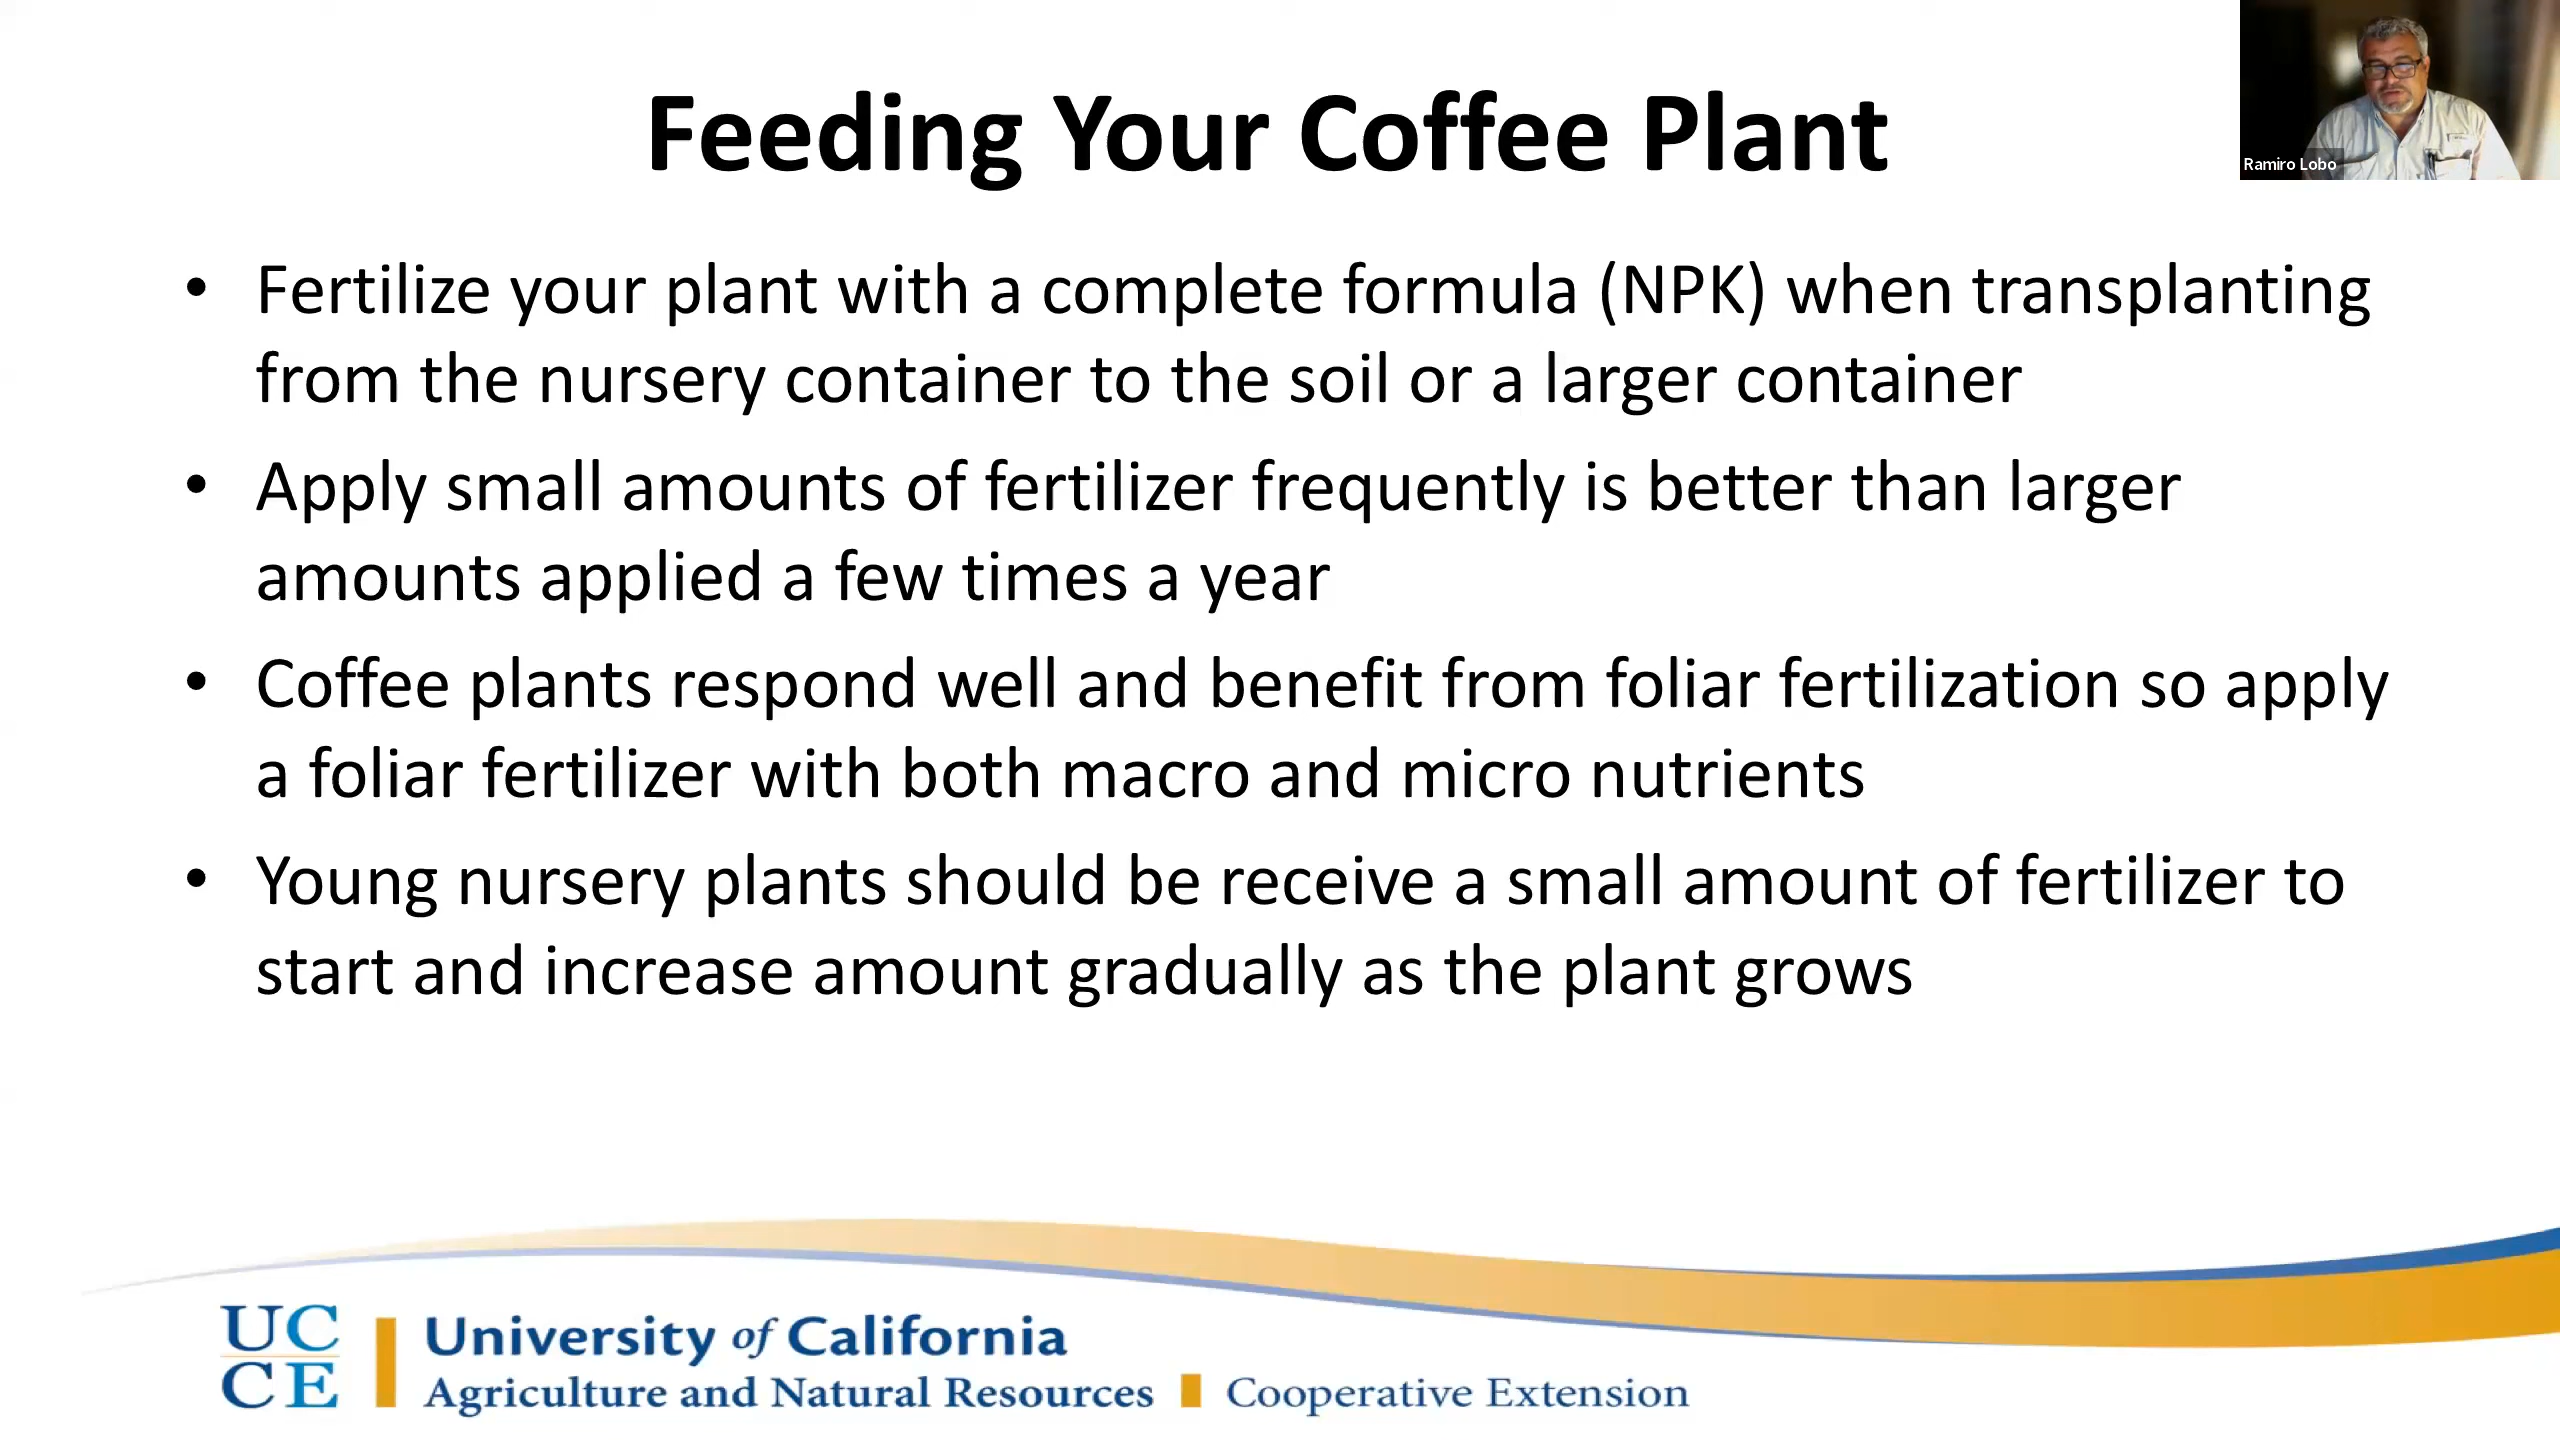 Feeding Your Coffee Plant
Ramiro Lobo
• Fertilize your plant with a complete formula (NPK) when transplanting
from the nursery container to the soil or a larger container
• Apply small amounts of fertilizer frequently is better than larger
amounts applied a few times a year
• Coffee plants respond well and benefit from foliar fertilization so apply
a foliar fertilizer with both macro and micro nutrients
• Young nursery plants should be receive a small amount of fertilizer to
start and increase amount gradually as the plant grows
UC
CE
University of California
Agriculture and Natural Resources Cooperative Extension